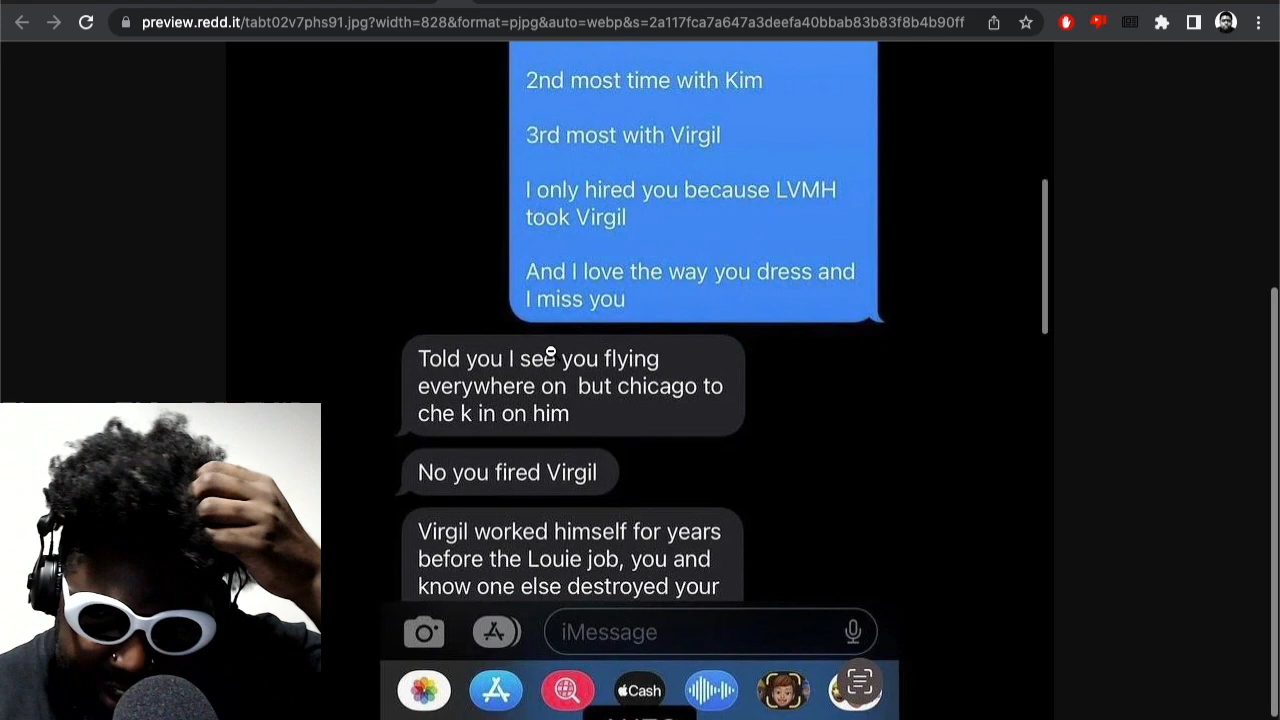 preview.redd.it/tabt02v7phs91.jpg?width=828&format=pjpg&auto=webp&s=2a117fca7a647a3deefa40bbab83b83f8b4b90ff
2nd most time with Kim
3rd most with Virgil
I only hired you because LVMH
took Virgil
And I love the way you dress and
I miss you
Told you I see you flying
everywhere on  but chicago to
che k in on him
No you fired Virgil
Virgil worked himself for years
before the Louie job, you and
know one else destroyed your
iMessage
Cash